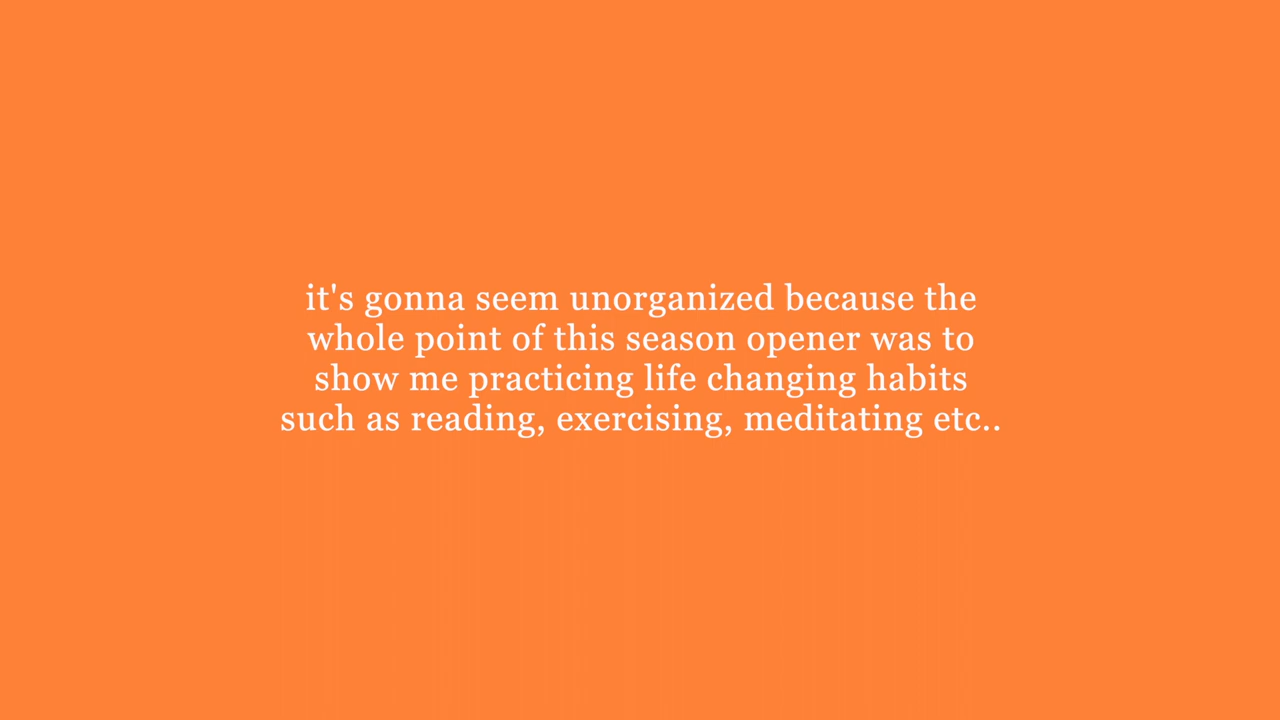 it's gonna seem unorganized because the
whole point of this season opener was to
show me practicing life changing habits
such as reading, exercising, meditating etc..